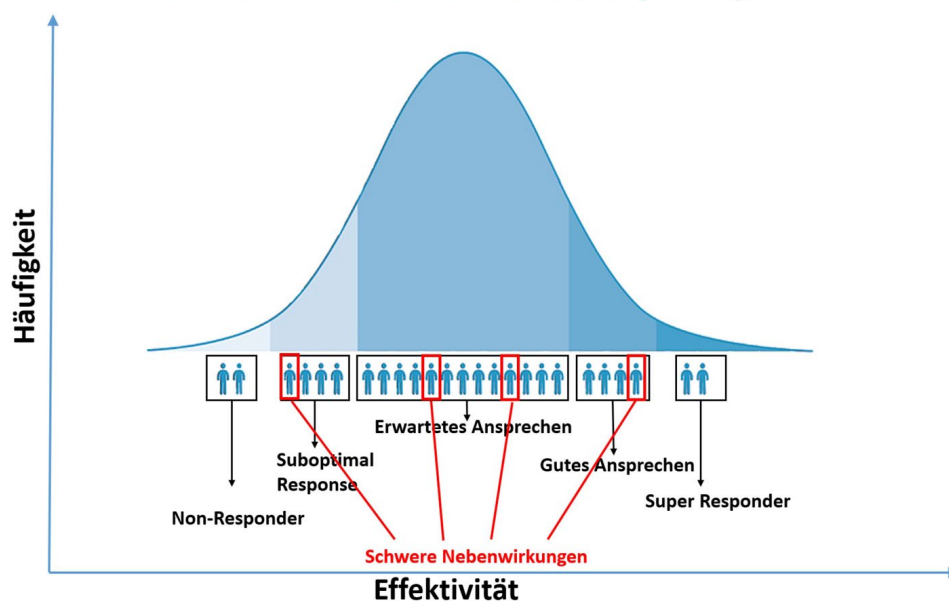 Häufigkeit
Erwartetes Ansprechen
Suboptimal
Response
Gutes Ansprechen
Super Responder
Non-Responder
Schwere Nebenwirkungen
Effektivität